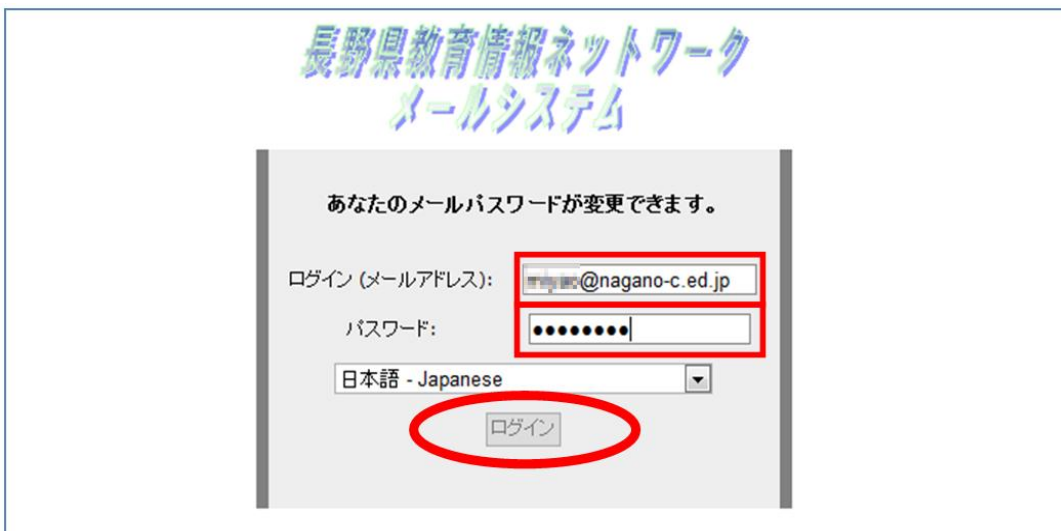 長野県教育情報ネットワーク
メールシステム
あなたのメールパスワードが変更できます。
ログイン (メールアドレス):
@nagano-c.ed.jp
パスワード:
●●●●●●●●
日本語 - Japanese
ログイン